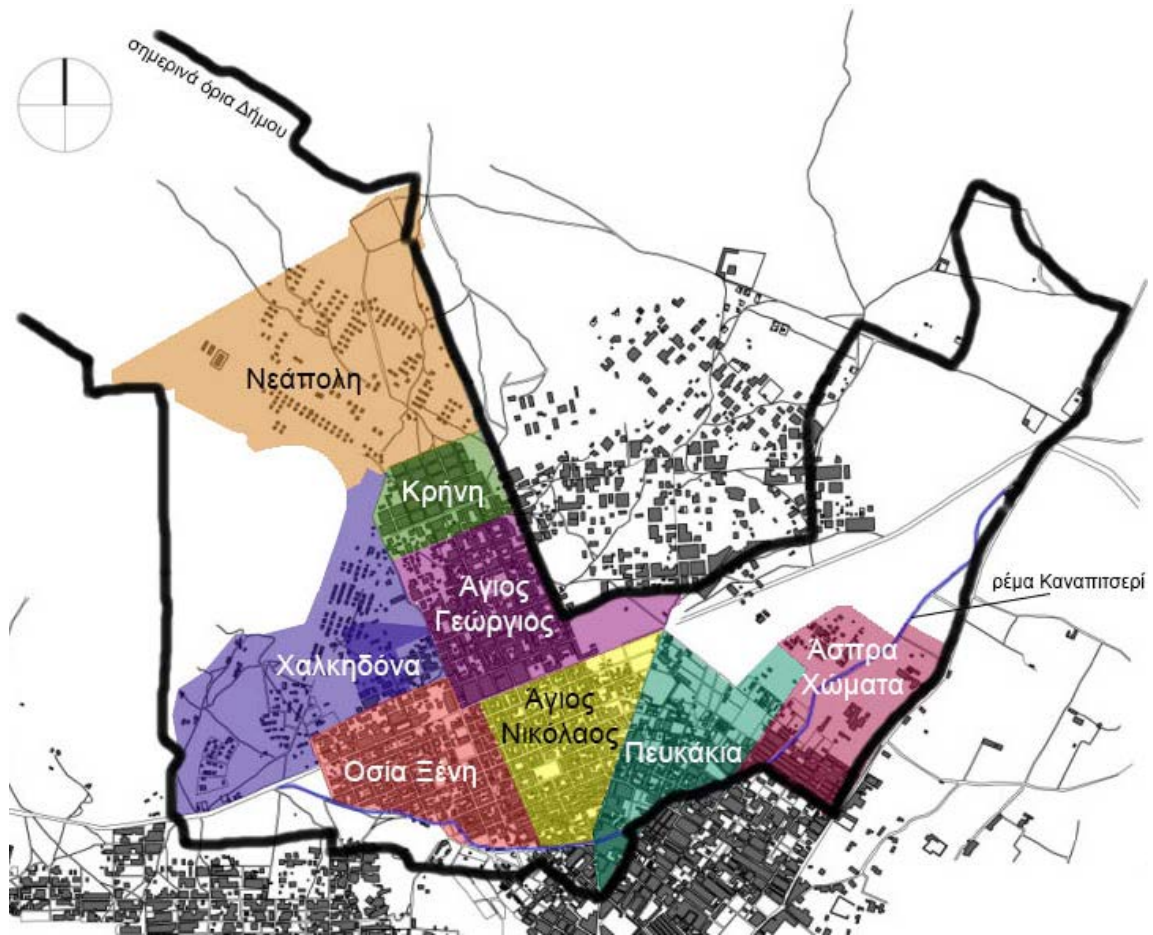 σημερινά όρια Δήμου
Νεάπολη
Κρήνη
Άγιος
Γεώργιος
ρέμα Καναπιτσερί
Χαλκηδόνα
Άσπρα
Χώματα
Άγιος
Νικόλαος
Πευκάκια
Οσία Ξένη